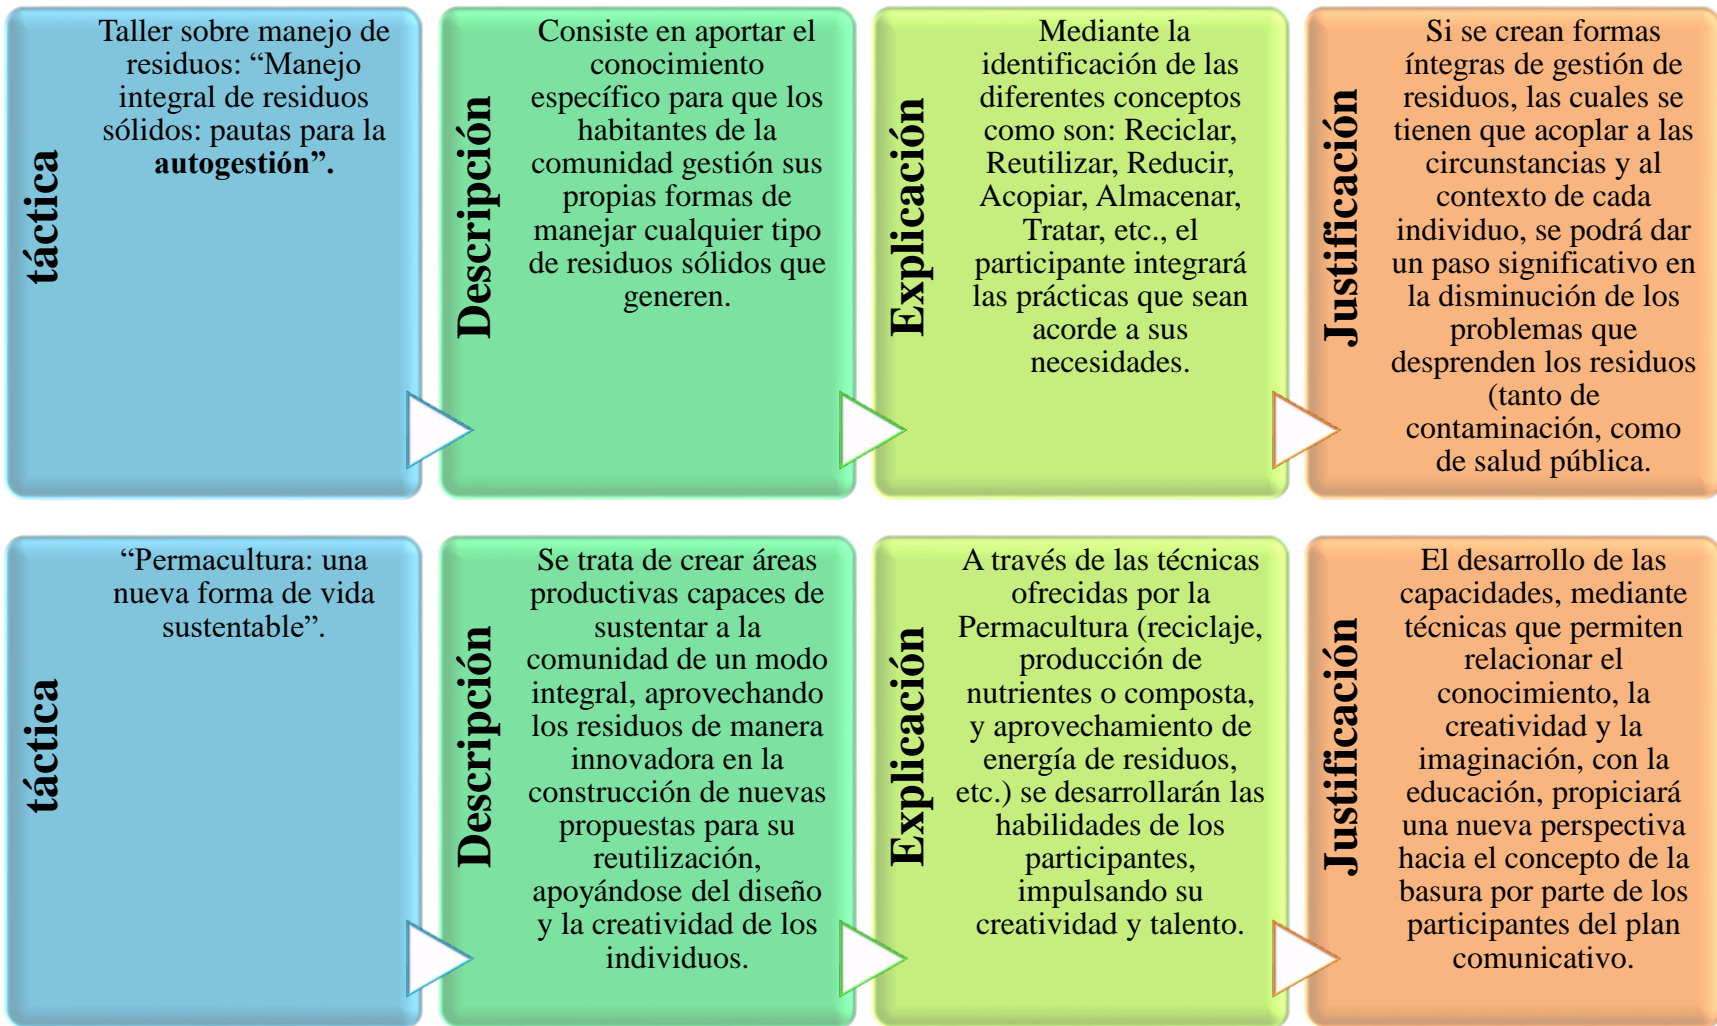 táctica
Taller sobre manejo de
residuos: “Manejo
integral de residuos
sólidos: pautas para la
autogestión”.
Descripción
Consiste en aportar el
conocimiento
específico para que los
habitantes de la
comunidad gestión sus
propias formas de
manejar cualquier tipo
de residuos sólidos que
generen.
Explicación
Mediante la
identificación de las
diferentes conceptos
como son: Reciclar,
Reutilizar, Reducir,
Acopiar, Almacenar,
Tratar, etc., el
participante integrará
las prácticas que sean
acorde a sus
necesidades.
Justificación
Si se crean formas
íntegras de gestión de
residuos, las cuales se
tienen que acoplar a las
circunstancias y al
contexto de cada
individuo, se podrá dar
un paso significativo en
la disminución de los
problemas que
desprenden los residuos
(tanto de
contaminación, como
de salud pública.
táctica
“Permacultura: una
nueva forma de vida
sustentable”.
Descripción
Se trata de crear áreas
productivas capaces de
sustentar a la
comunidad de un modo
integral, aprovechando
los residuos de manera
innovadora en la
construcción de nuevas
propuestas para su
reutilización,
apoyándose del diseño
y la creatividad de los
individuos.
Explicación
A través de las técnicas
ofrecidas por la
Permacultura (reciclaje,
producción de
nutrientes o composta,
y aprovechamiento de
energía de residuos,
etc.) se desarrollarán las
habilidades de los
participantes,
impulsando su
creatividad y talento.
Justificación
El desarrollo de las
capacidades, mediante
técnicas que permiten
relacionar el
conocimiento, la
creatividad y la
imaginación, con la
educación, propiciará
una nueva perspectiva
hacia el concepto de la
basura por parte de los
participantes del plan
comunicativo.